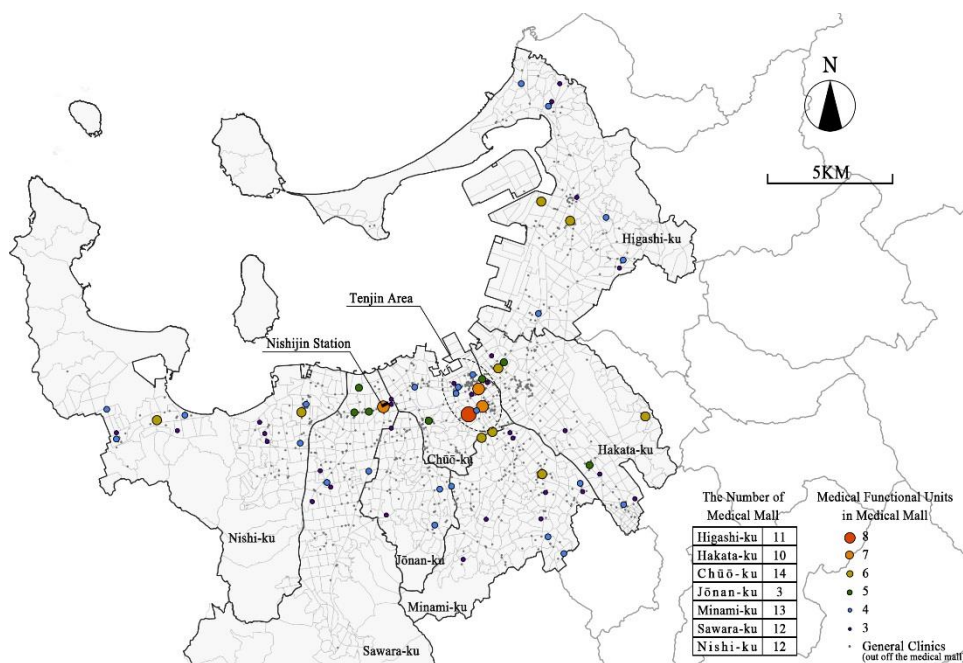 N
5KM
Higashi-ku
Tenjin Area
Nishijin Station
Chūō-ku
Hakata-ku
Nishi-ku
Jōnan-ku
Minami-ku
Sawara-ku
The Number of
Medical Mall
Higashi-ku 11
Hakata-ku 10
Chūō-ku 14
Jōnan-ku 3
Minami-ku 13
Sawara-ku 12
Nishi-ku 12
Medical Functional Units
in Medical Mall
8
7
6
5
4
3
General Clinics
(out off the medical mall)